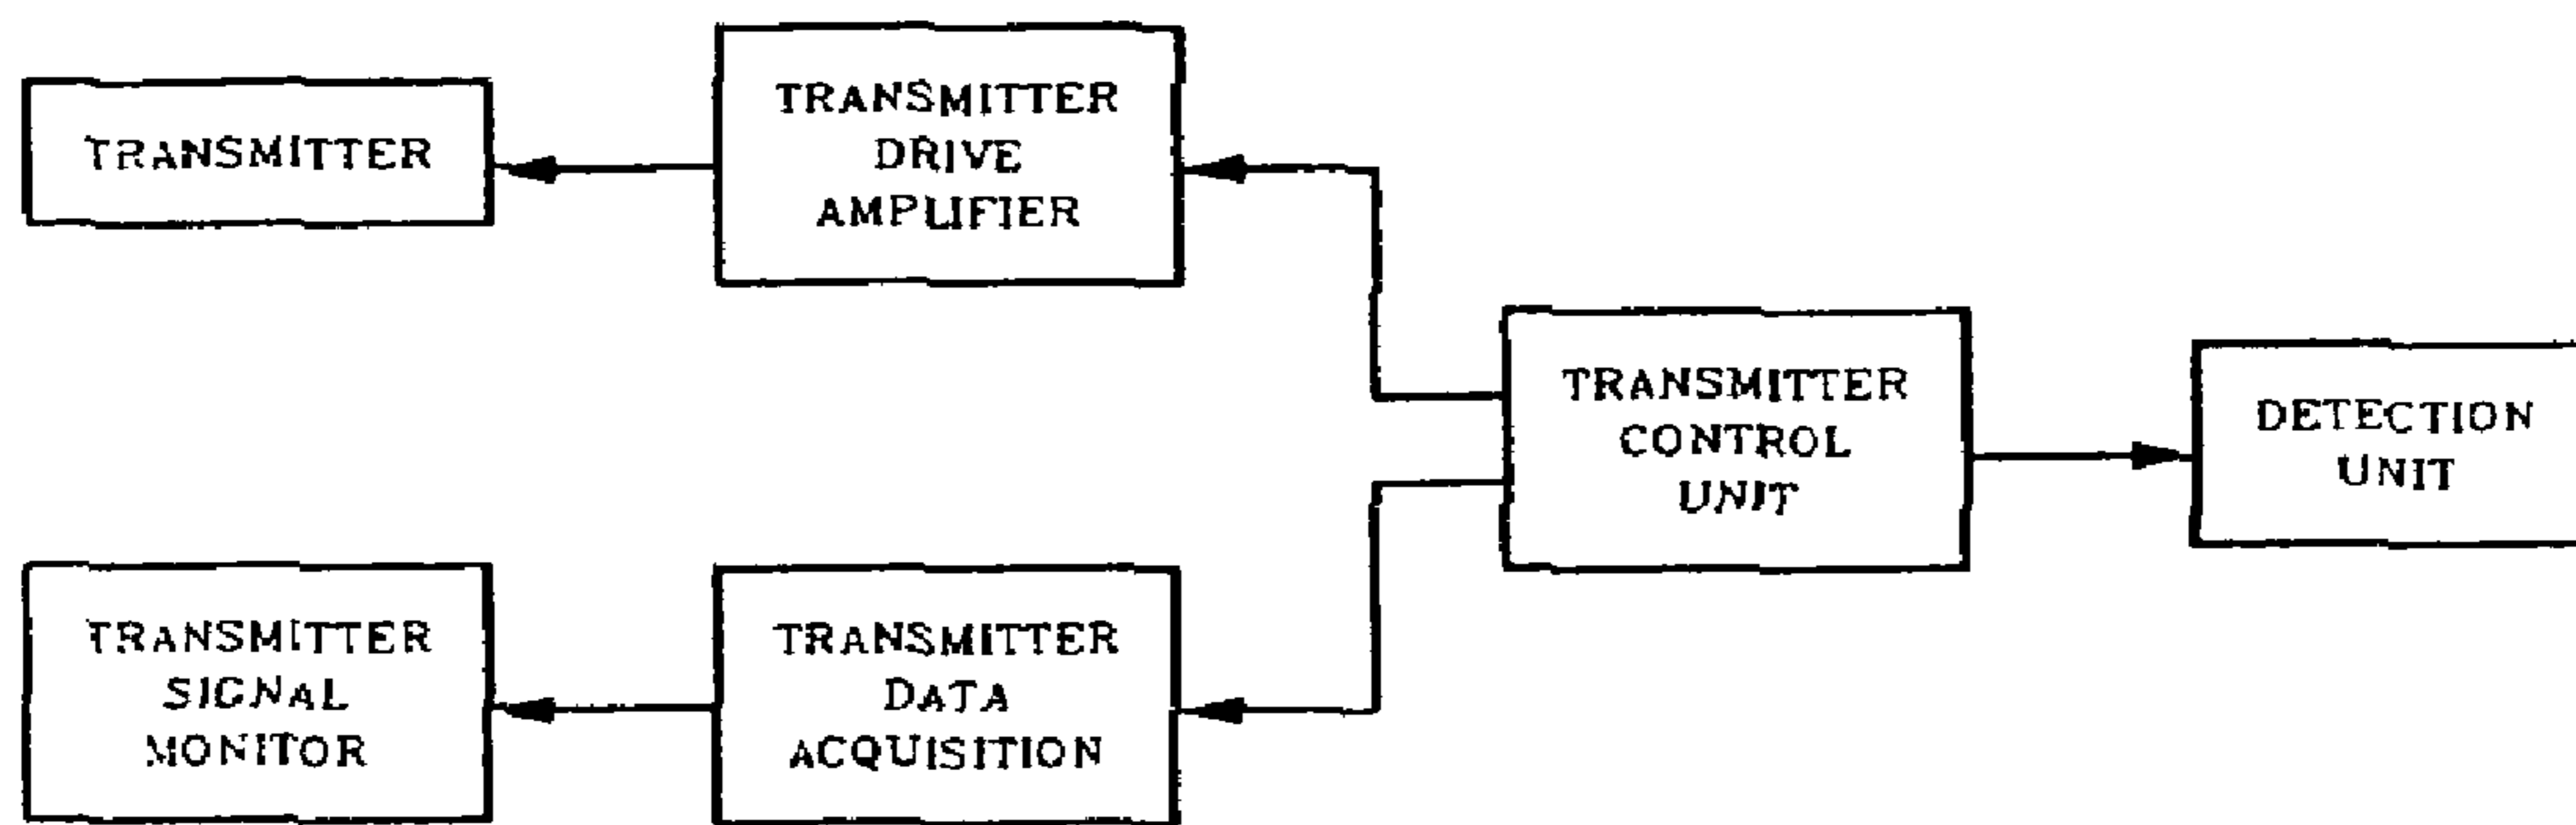 TRANSMITTER
TRANSMITTER
DRIVE
AMPLIFIER
TRANSMITTER
CONTROL
UNIT
DETECTION
UNIT
TRANSMITTER
SIGNAL
MONITOR
TRANSMITTER
DATA
ACQUISITION